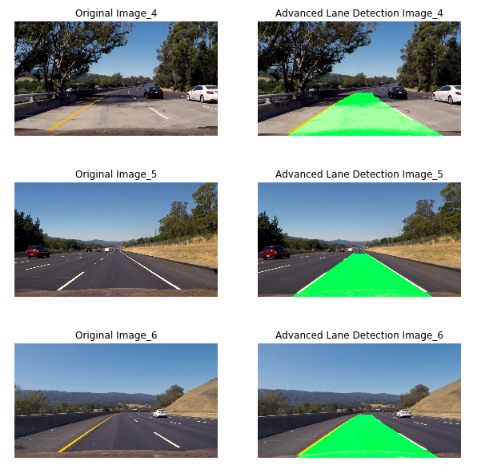 Original Image_4
Advanced Lane Detection Image_4
Original Image_5
Advanced Lane Detection Image_5
Original Image_6
Advanced Lane Detection Image_6